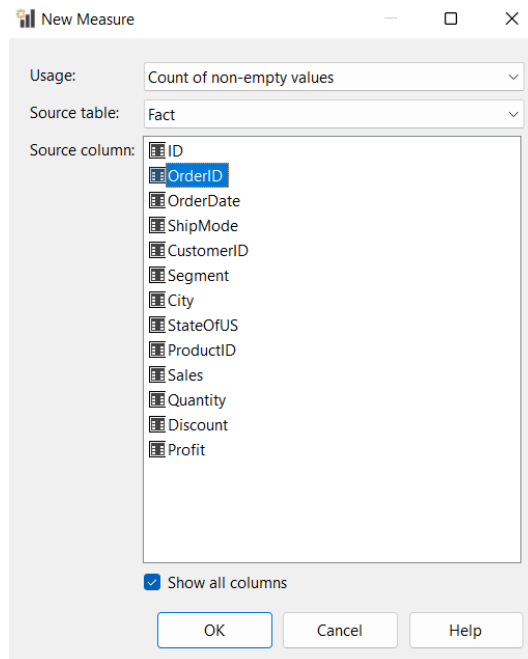 New Measure
Usage: Count of non-empty values
Source table: Fact
Source column: ID
OrderID
OrderDate
ShipMode
CustomerID
Segment
City
StateOfUS
ProductID
Sales
Quantity
Discount
Profit
Show all columns
OK Cancel Help